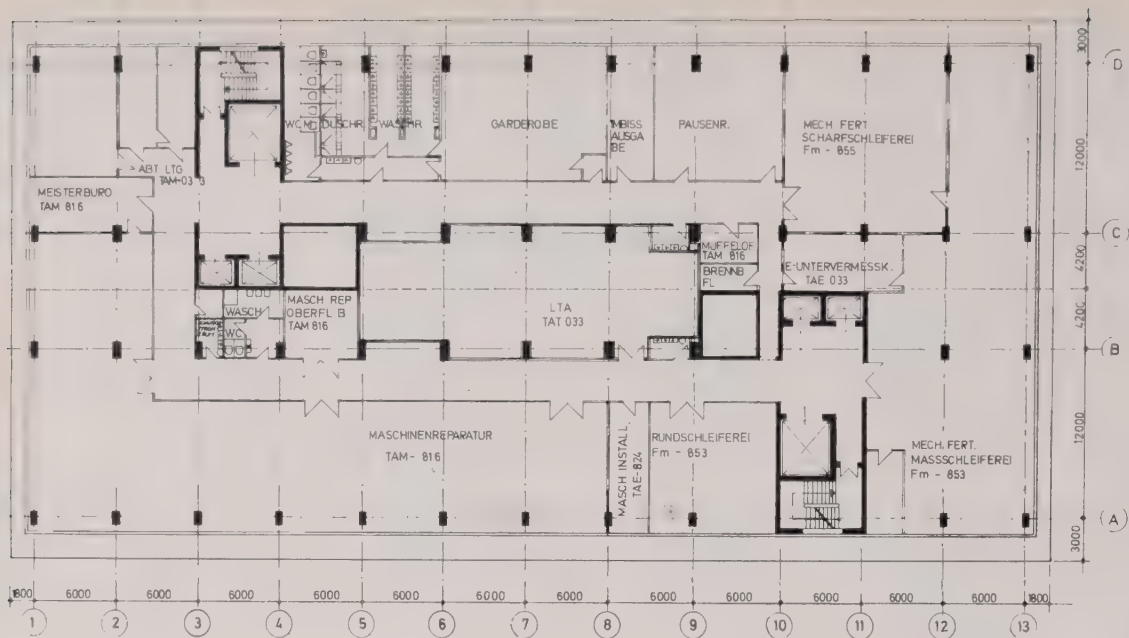 3000
D
WC M.
DUSCHR.
WASCHR
GARDEROBE
IMBISS
AUSGA
BE
PAUSENR.
MECH FERT
SCHARFSCHLEIFEREI
Fm - 855
12000
ABT LTG
MEISTERBÜRO
TAM 816
C
MUFFELOF
TAM 816
BRENNB
FL
E-UNTERVERMESSK.
TAE 033
4200
WASCH
WC
MASCH REP
OBERFL B
TAM 816
LTA
TAT 033
4200
B
MASCHINENREPARATUR
TAM - 816
MASCH INSTALL
TAE-824
RUNDSCHLEIFEREI
Fm - 853
MECH. FERT.
MASSSCHLEIFEREI
Fm - 853
12000
A
3000
1800 6000 6000 6000 6000 6000 6000 6000 6000 6000 6000 6000 6000 1800
1 2 3 4 5 6 7 8 9 10 11 12 13